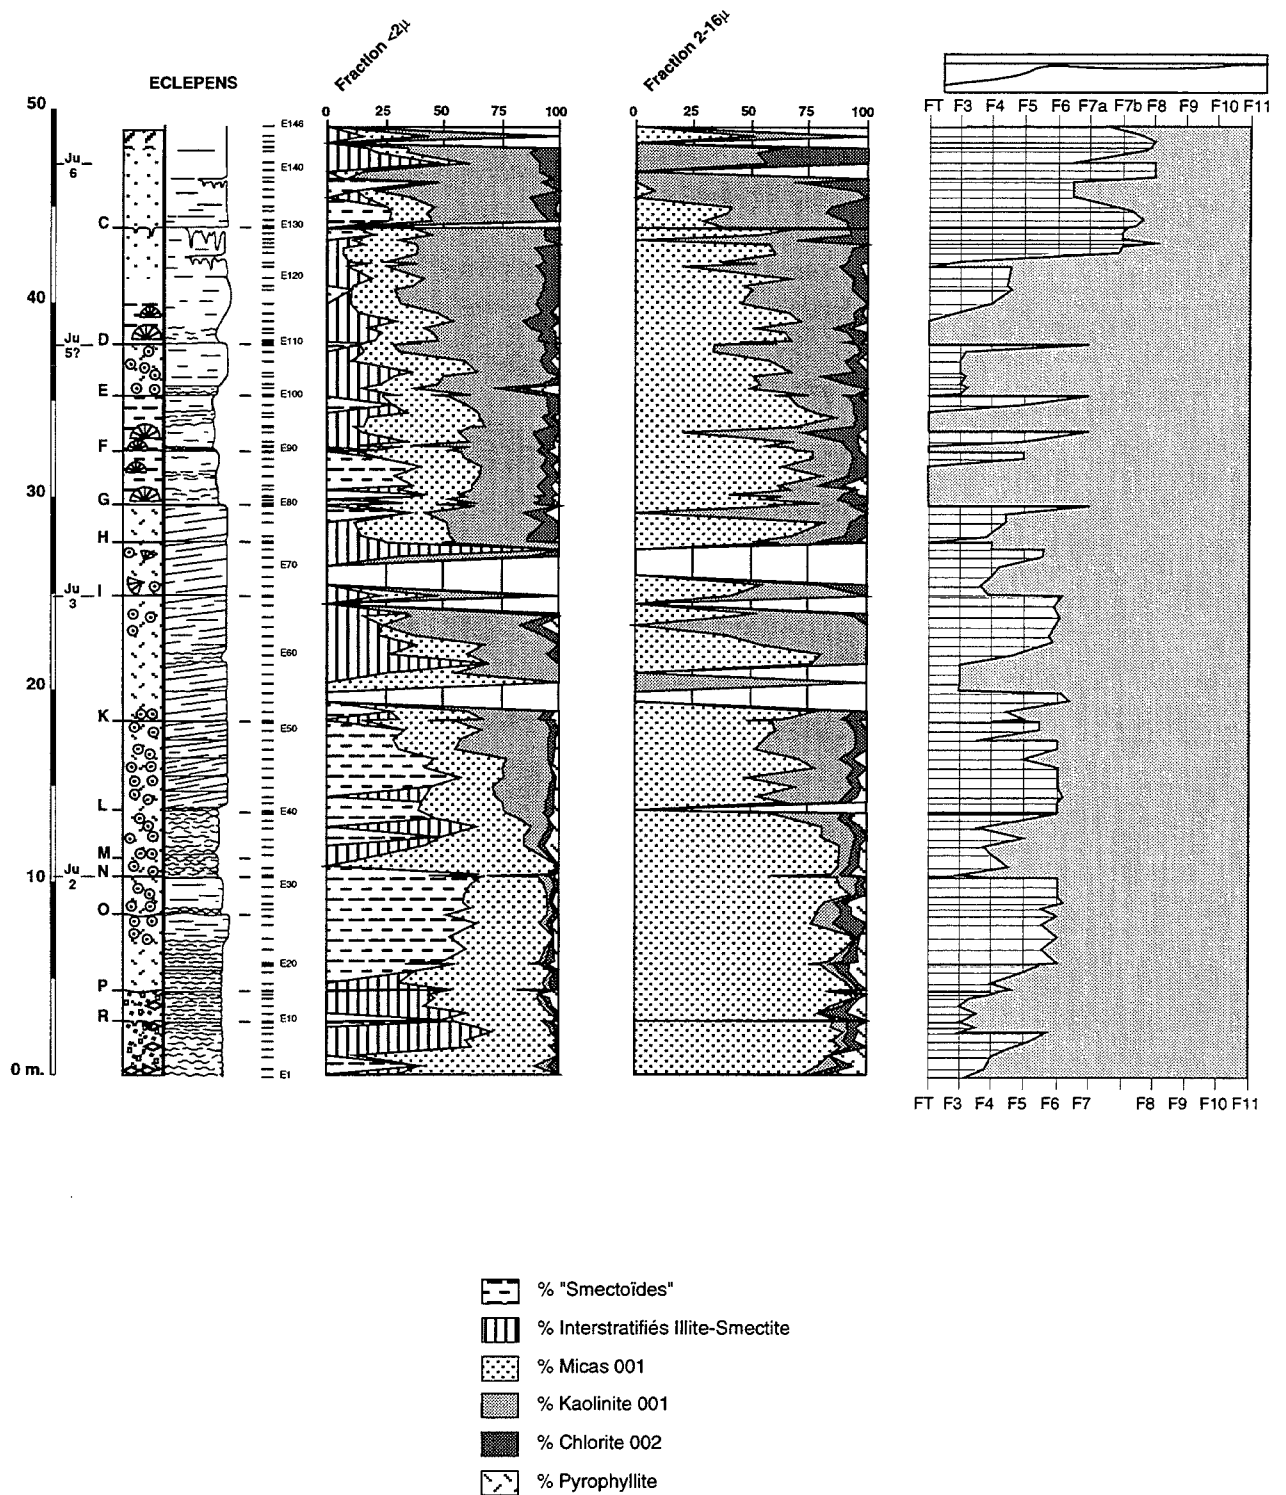 Fraction <2µ
Fraction 2-16µ
ECLEPENS
0 25 50 75 100
0 25 50 75 100
FT F3 F4 F5 F6 F7a F7b F8 F9 F10 F11
50
E146
Ju
6
E140
C
E130
E120
40
Ju
5?
D
E110
E
E100
F
E90
30
G
E80
H
E70
Ju
3
I
E60
20
K
E50
L
E40
M
Ju
2
N
10
E30
O
E20
P
R
E10
0 m.
E1
FT F3 F4 F5 F6 F7 F8 F9 F10 F11
% "Smectoïdes"
% Interstratifiés Illite-Smectite
% Micas 001
% Kaolinite 001
% Chlorite 002
% Pyrophyllite